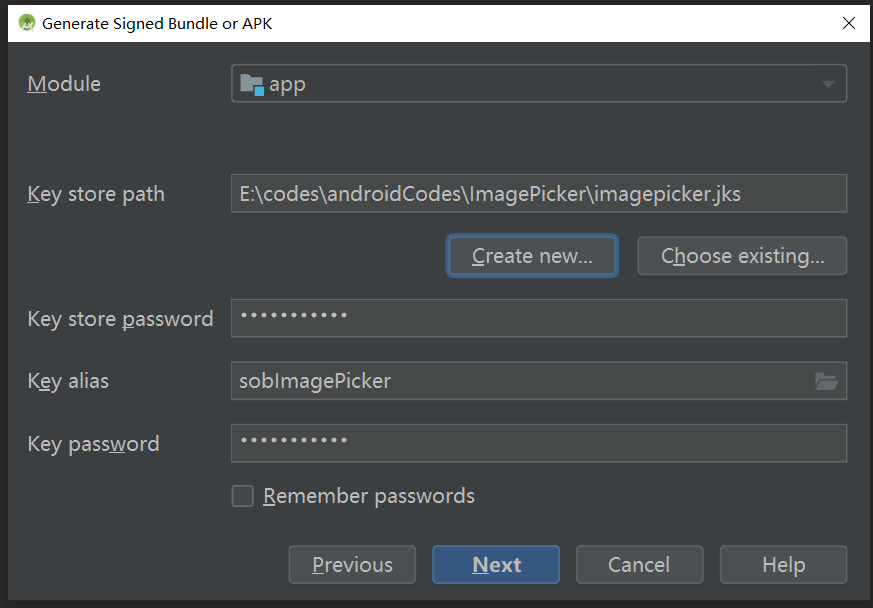 Generate Signed Bundle or APK
Module app
Key store path E:\codes\androidCodes\ImagePicker\imagepicker.jks
Create new... Choose existing...
Key store password •••••••••••
Key alias sobImagePicker
Key password •••••••••••
Remember passwords
Previous Next Cancel Help